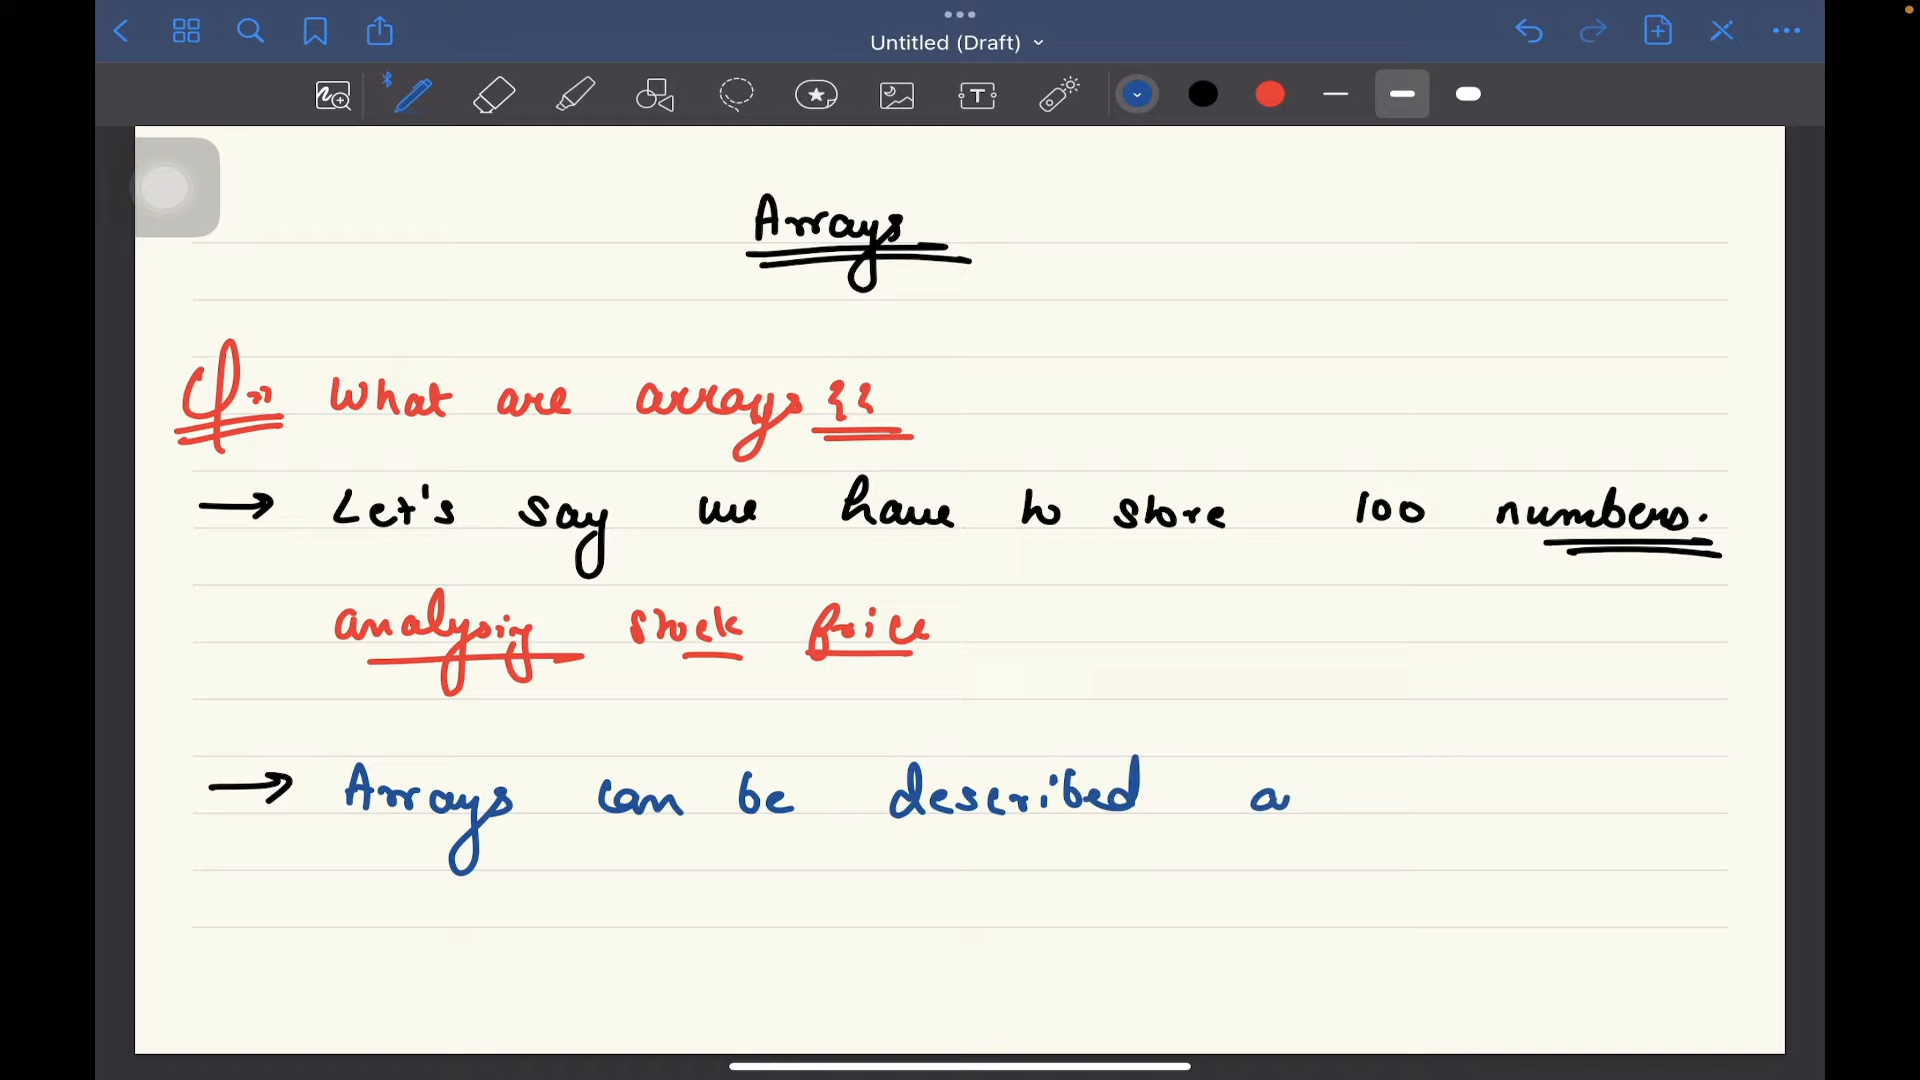 Untitled (Draft)
Arrays
Q=» What are arrays {{
→ Let's say we have to store 100 numbers.
analysing stock price
→ Arrays can be described a